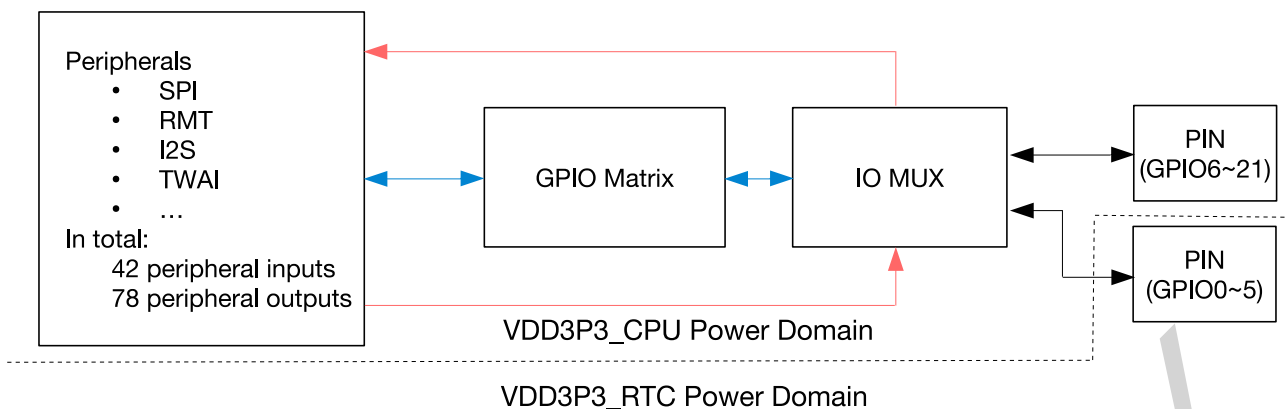 Peripherals
• SPI
• RMT
• I2S
• TWAI
• ...
In total:
42 peripheral inputs
78 peripheral outputs
GPIO Matrix
IO MUX
PIN
(GPIO6~21)
PIN
(GPIO0~5)
VDD3P3_CPU Power Domain
VDD3P3_RTC Power Domain